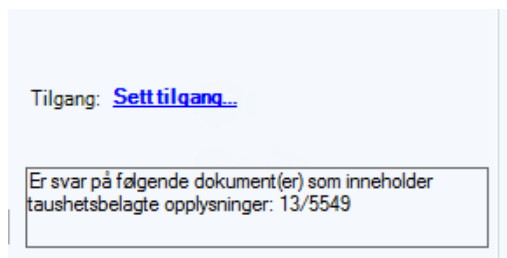 Tilgang: Sett tilgang...
Er svar på følgende dokument(er) som inneholder
taushetsbelagte opplysninger: 13/5549